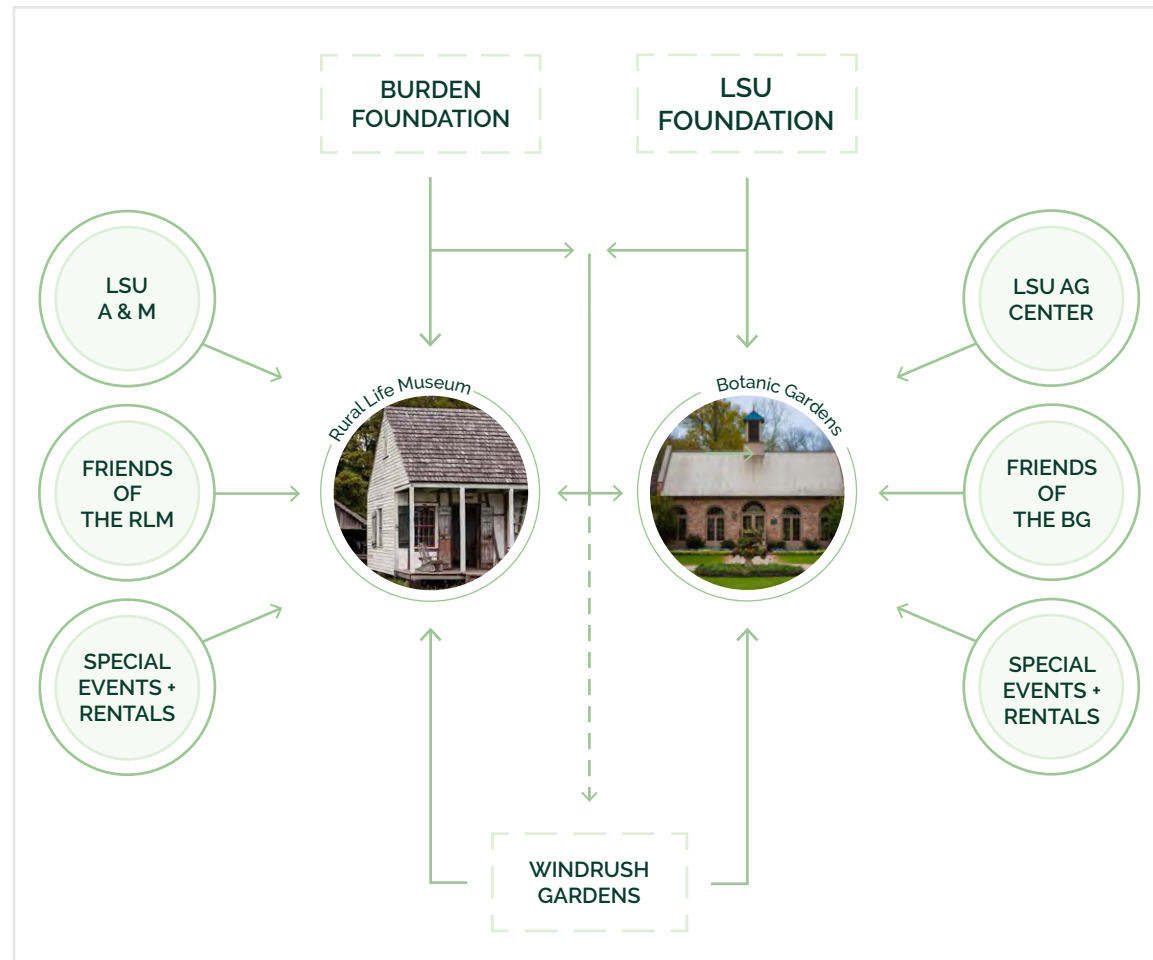 BURDEN
FOUNDATION
LSU
FOUNDATION
LSU
A & M
LSU AG
CENTER
Rural Life Museum
Botanic Gardens
FRIENDS
OF
THE RLM
FRIENDS
OF
THE BG
SPECIAL
EVENTS +
RENTALS
SPECIAL
EVENTS +
RENTALS
WINDRUSH
GARDENS